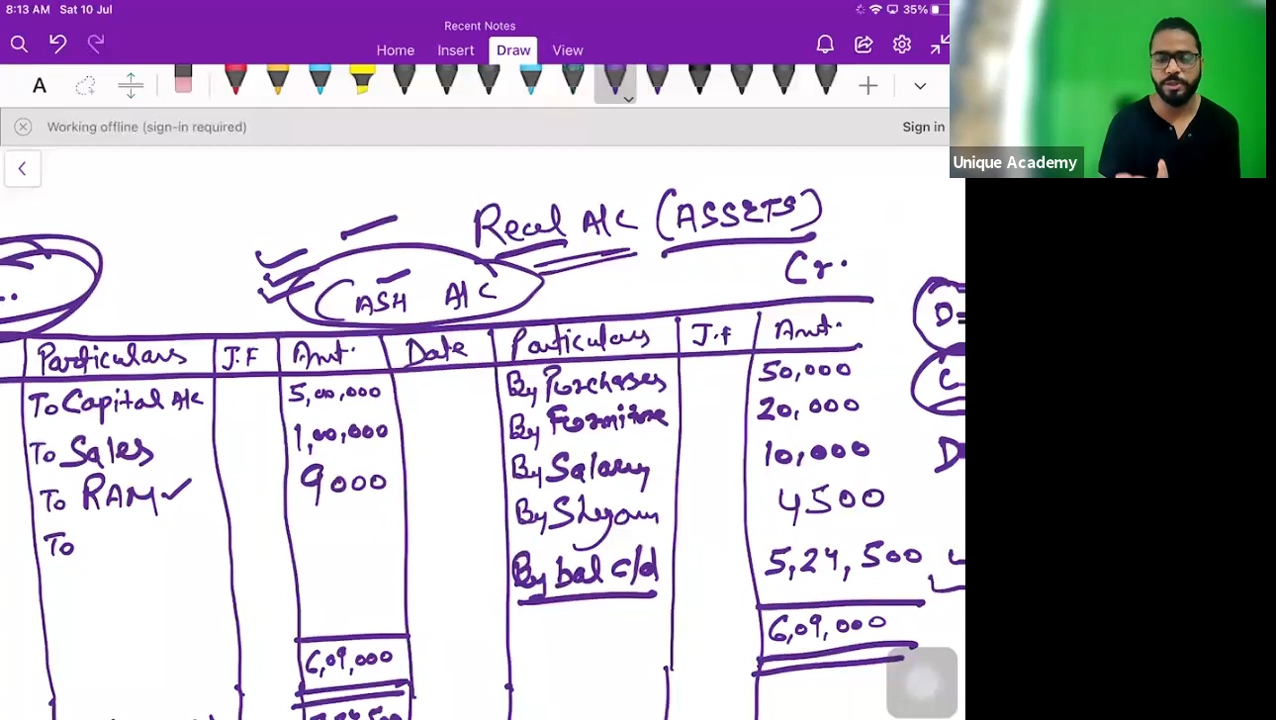 8:13 AM Sat 10 Jul
35%
Recent Notes
Home Insert Draw View
A
Working offline (sign-in required)
Sign in
Unique Academy
Real A/c (ASSETS)
CASH A/C
Cr.
Particulars J.F Amt. Date Particulars J.f Amt.
To Capital A/c 5,00,000 By Purchases 50,000
To Sales 1,00,000 By Furniture 20,000
To RAM 9000 By Salary 10,000
To By Shyam 4500
By bal c/d 5,24,500
6,09,000
6,09,000